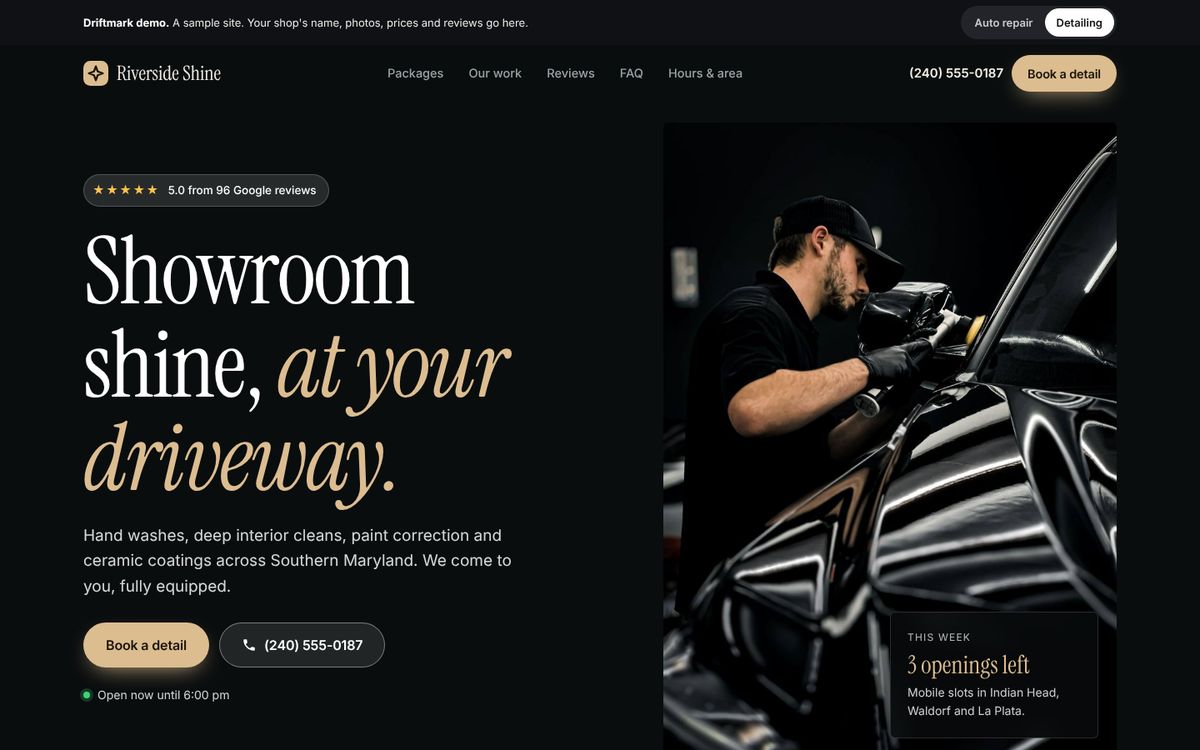 Driftmark demo. A sample site. Your shop's name, photos, prices and reviews go here.
Auto repair
Detailing
Riverside Shine
Packages
Our work
Reviews
FAQ
Hours & area
(240) 555-0187
Book a detail
★★★★★ 5.0 from 96 Google reviews
Showroom
shine, at your
driveway.
Hand washes, deep interior cleans, paint correction and
ceramic coatings across Southern Maryland. We come to
you, fully equipped.
Book a detail
(240) 555-0187
Open now until 6:00 pm
THIS WEEK
3 openings left
Mobile slots in Indian Head,
Waldorf and La Plata.